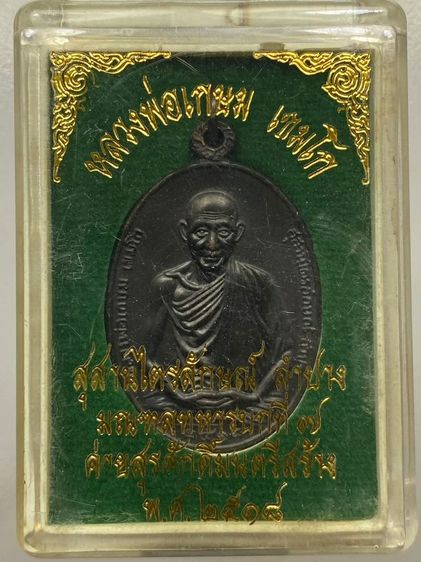 หลวงพ่อเกษม เขมโก
สุสานไตรลักษณ์ ลำปาง
มณฑลทหารบกที่ ๗
ค่ายสุรศักดิ์มนตรีสร้าง
พ.ศ.๒๕๑๘